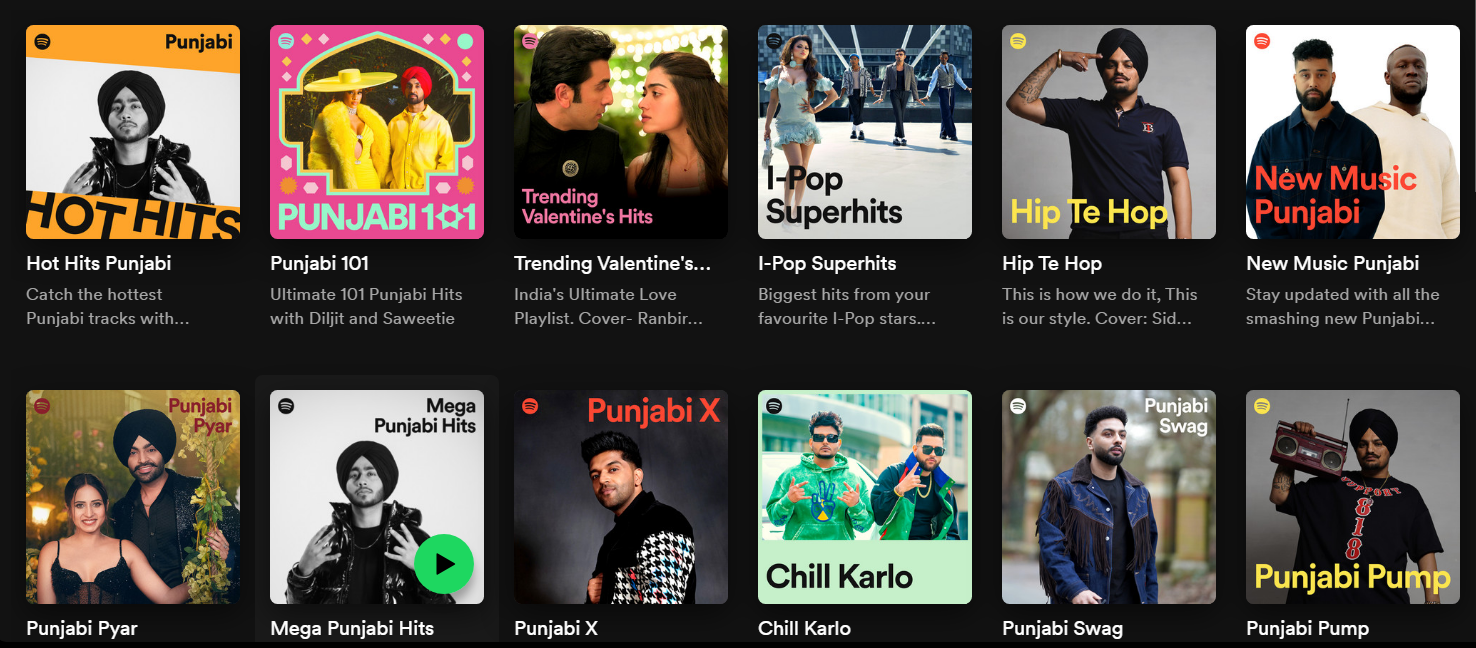 Punjabi
HOT HITS
PUNJABI 101
Trending
Valentine's Hits
I-Pop
Superhits
Hip Te Hop
New Music
Punjabi
Hot Hits Punjabi
Punjabi 101
Trending Valentine's...
I-Pop Superhits
Hip Te Hop
New Music Punjabi
Catch the hottest
Punjabi tracks with...
Ultimate 101 Punjabi Hits
with Diljit and Saweetie
India's Ultimate Love
Playlist. Cover- Ranbir...
Biggest hits from your
favourite I-Pop stars....
This is how we do it, This
is our style. Cover: Sid...
Stay updated with all the
smashing new Punjabi...
Punjabi
Pyar
Mega
Punjabi Hits
Punjabi X
Chill Karlo
Punjabi
Swag
SUPPORT
818
Punjabi Pump
Punjabi Pyar
Mega Punjabi Hits
Punjabi X
Chill Karlo
Punjabi Swag
Punjabi Pump